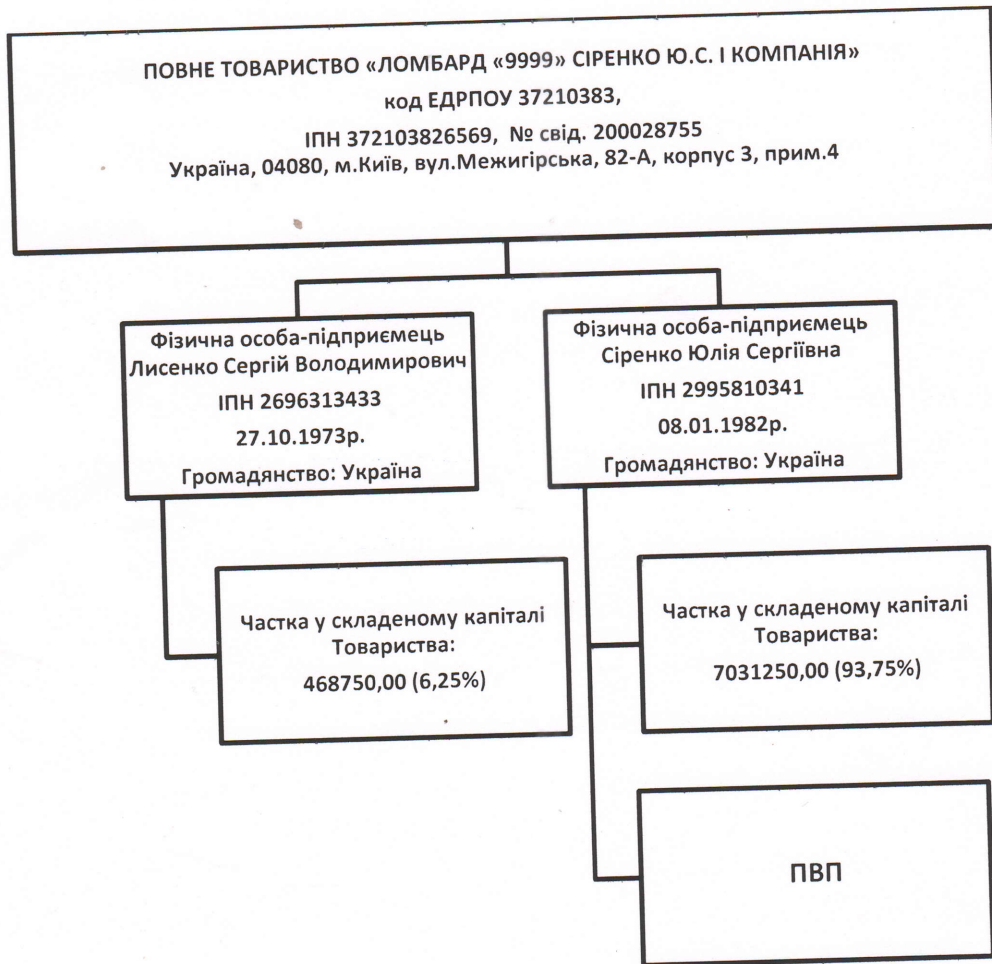 ПОВНЕ ТОВАРИСТВО «ЛОМБАРД «9999» СІРЕНКО Ю.С. І КОМПАНІЯ»
код ЕДРПОУ 37210383,
ІПН 372103826569, № свід. 200028755
Україна, 04080, м.Київ, вул.Межигірська, 82-А, корпус 3, прим.4
Фізична особа-підприємець
Лисенко Сергій Володимирович
ІПН 2696313433
27.10.1973р.
Громадянство: Україна
Фізична особа-підприємець
Сіренко Юлія Сергіївна
ІПН 2995810341
08.01.1982р.
Громадянство: Україна
Частка у складеному капіталі
Товариства:
468750,00 (6,25%)
Частка у складеному капіталі
Товариства:
7031250,00 (93,75%)
ПВП